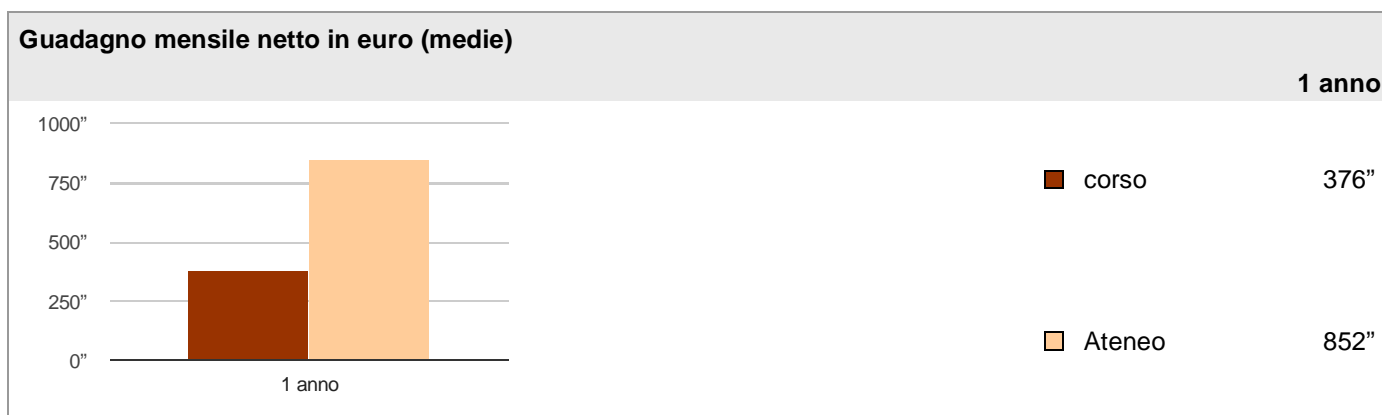 Guadagno mensile netto in euro (medie)
1 anno
1000”
750”
500”
250”
0”
1 anno
corso 376”
Ateneo 852”